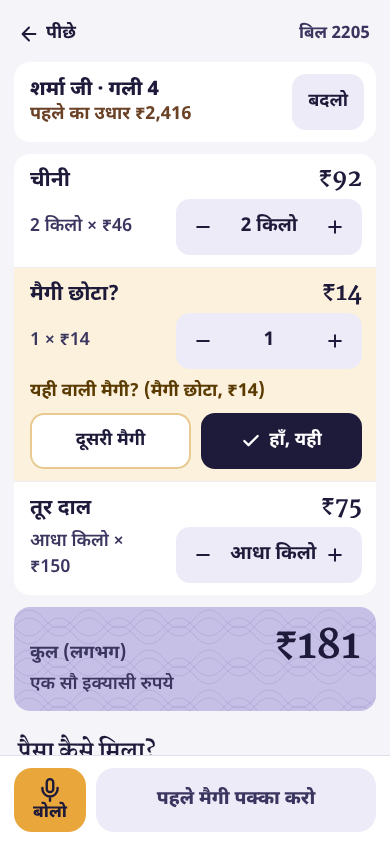 पीछे
बिल 2205
शर्मा जी · गली 4
पहले का उधार ₹2,416
बदलो
चीनी
₹92
2 किलो × ₹46
− 2 किलो +
मैगी छोटा?
₹14
1 × ₹14
− 1 +
यही वाली मैगी? (मैगी छोटा, ₹14)
दूसरी मैगी
हाँ, यही
तूर दाल
₹75
आधा किलो ×
₹150
− आधा किलो +
कुल (लगभग)
₹181
एक सौ इक्यासी रुपये
पैसा कैसे मिला?
बोलो
पहले मैगी पक्का करो